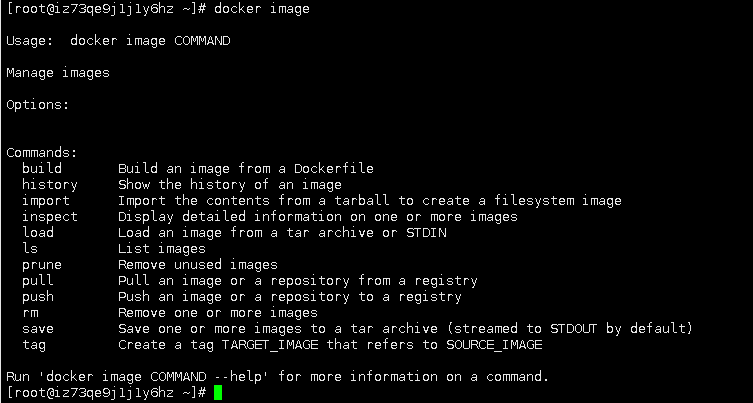 [root@iz73qe9j1j1y6hz ~]# docker image
Usage:  docker image COMMAND
Manage images
Options:
Commands:
  build       Build an image from a Dockerfile
  history     Show the history of an image
  import      Import the contents from a tarball to create a filesystem image
  inspect     Display detailed information on one or more images
  load        Load an image from a tar archive or STDIN
  ls          List images
  prune       Remove unused images
  pull        Pull an image or a repository from a registry
  push        Push an image or a repository to a registry
  rm          Remove one or more images
  save        Save one or more images to a tar archive (streamed to STDOUT by default)
  tag         Create a tag TARGET_IMAGE that refers to SOURCE_IMAGE
Run 'docker image COMMAND --help' for more information on a command.
[root@iz73qe9j1j1y6hz ~]#